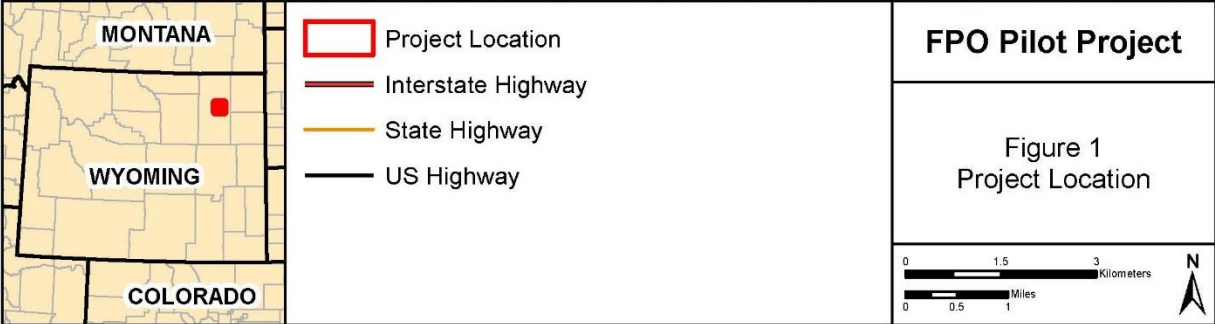 MONTANA
WYOMING
COLORADO
Project Location
Interstate Highway
State Highway
US Highway
FPO Pilot Project
Figure 1
Project Location
0 1.5 3
Kilometers
Miles
0 0.5 1
N